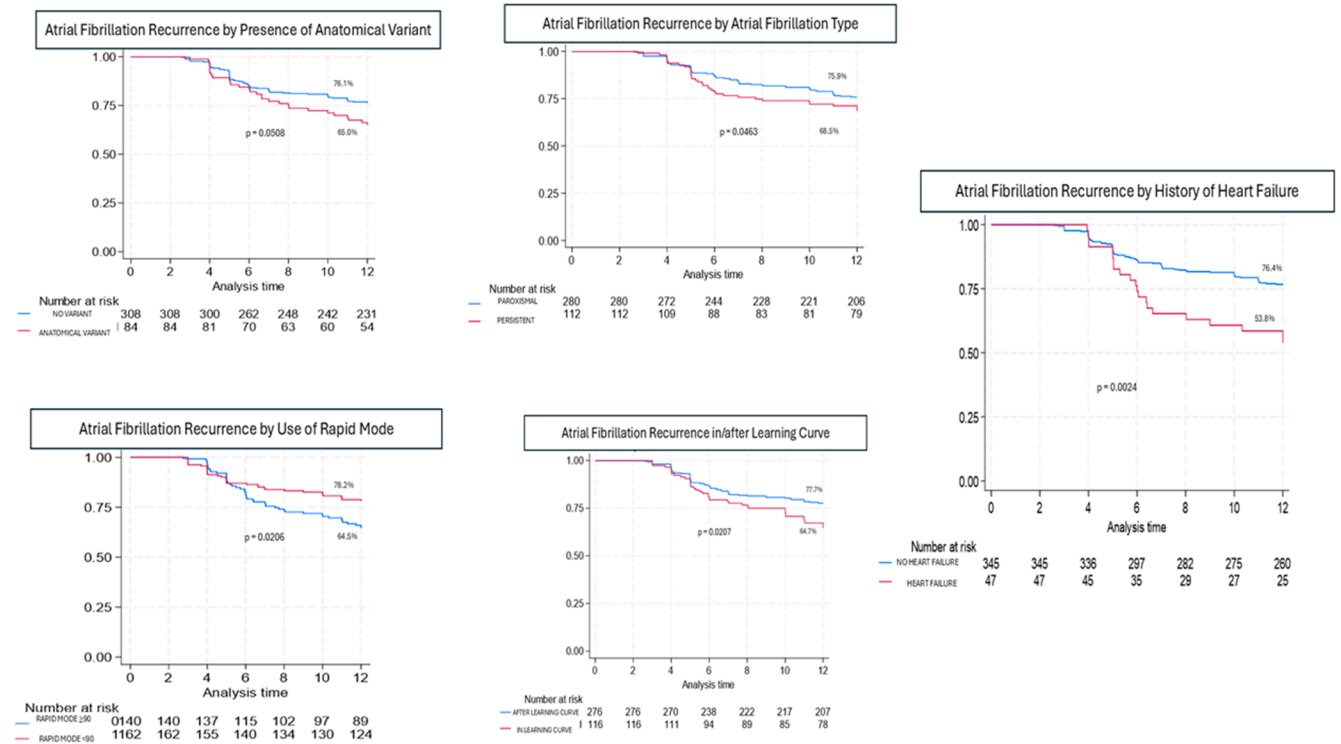 Atrial Fibrillation Recurrence by Presence of Anatomical Variant
1.00
0.75
0.50
0.25
0.00
76.1%
65.0%
p = 0.0508
0 2 4 6 8 10 12
Analysis time
Number at risk
NO VARIANT 308 308 300 262 248 242 231
ANATOMICAL VARIANT 84 84 81 70 63 60 54
Atrial Fibrillation Recurrence by Atrial Fibrillation Type
1.00
0.75
0.50
0.25
0.00
75.9%
68.5%
p = 0.0463
0 2 4 6 8 10 12
Analysis time
Number at risk
PAROXISMAL 280 280 272 244 228 221 206
PERSISTENT 112 112 109 88 83 81 79
Atrial Fibrillation Recurrence by History of Heart Failure
1.00
0.75
0.50
0.25
0.00
76.4%
53.8%
p = 0.0024
0 2 4 6 8 10 12
Analysis time
Number at risk
NO HEART FAILURE 345 345 336 297 282 275 260
HEART FAILURE 47 47 45 35 29 27 25
Atrial Fibrillation Recurrence by Use of Rapid Mode
1.00
0.75
0.50
0.25
0.00
78.2%
64.5%
p = 0.0206
0 2 4 6 8 10 12
Analysis time
Number at risk
RAPID MODE ≥90 0140 140 137 115 102 97 89
RAPID MODE <90 1162 162 155 140 134 130 124
Atrial Fibrillation Recurrence in/after Learning Curve
1.00
0.75
0.50
0.25
0.00
77.7%
64.7%
p = 0.0207
0 2 4 6 8 10 12
Analysis time
Number at risk
AFTER LEARNING CURVE 276 276 270 238 222 217 207
IN LEARNING CURVE 116 116 111 94 89 85 78